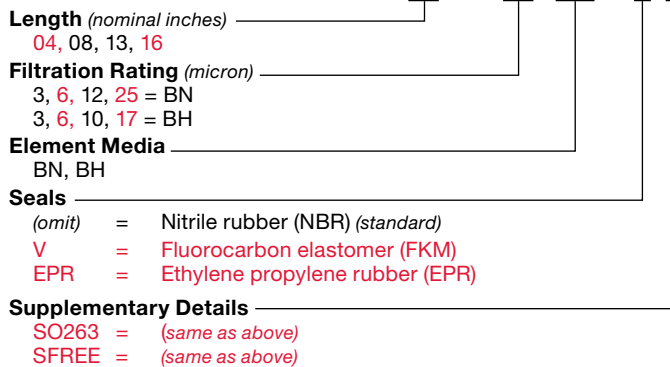 Length (nominal inches)
04, 08, 13, 16
Filtration Rating (micron)
3, 6, 12, 25 = BN
3, 6, 10, 17 = BH
Element Media
BN, BH
Seals
(omit) = Nitrile rubber (NBR) (standard)
V = Fluorocarbon elastomer (FKM)
EPR = Ethylene propylene rubber (EPR)
Supplementary Details
SO263 = (same as above)
SFREE = (same as above)